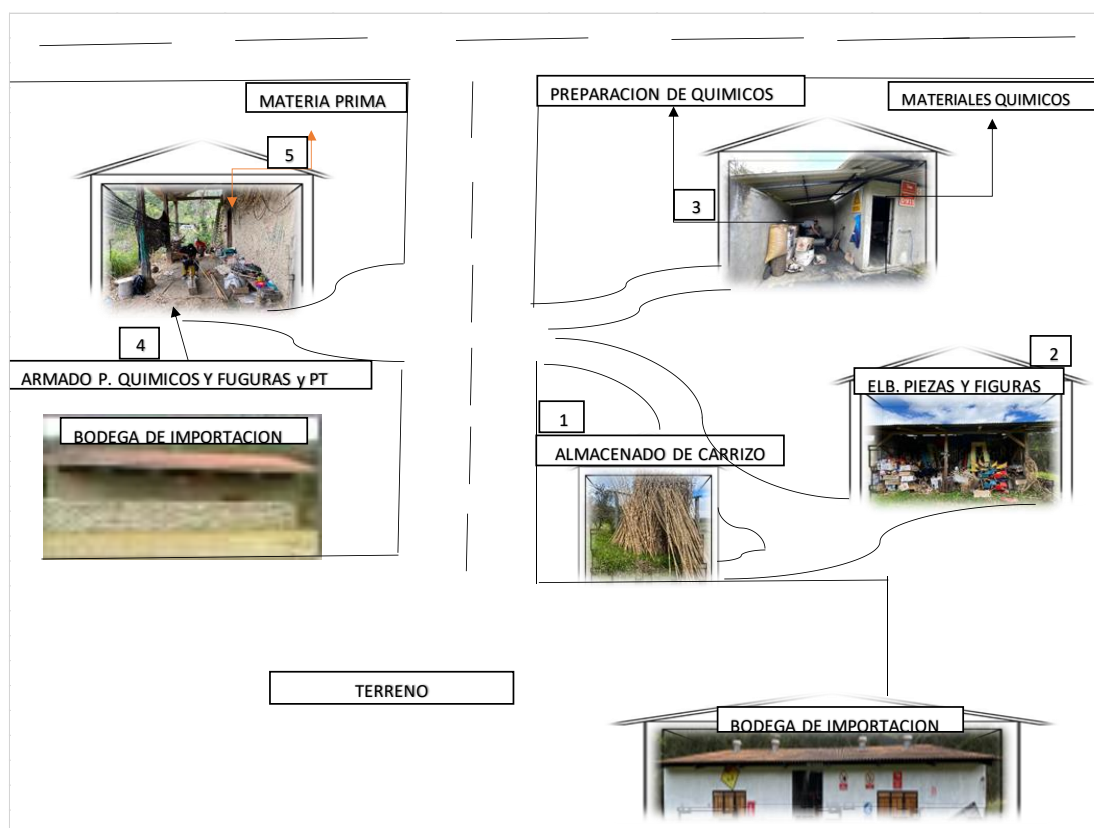 MATERIA PRIMA
PREPARACION DE QUIMICOS
MATERIALES QUIMICOS
5
3
4
ARMADO P. QUIMICOS Y FUGURAS y PT
2
ELB. PIEZAS Y FIGURAS
BODEGA DE IMPORTACION
1
ALMACENADO DE CARRIZO
TERRENO
BODEGA DE IMPORTACION